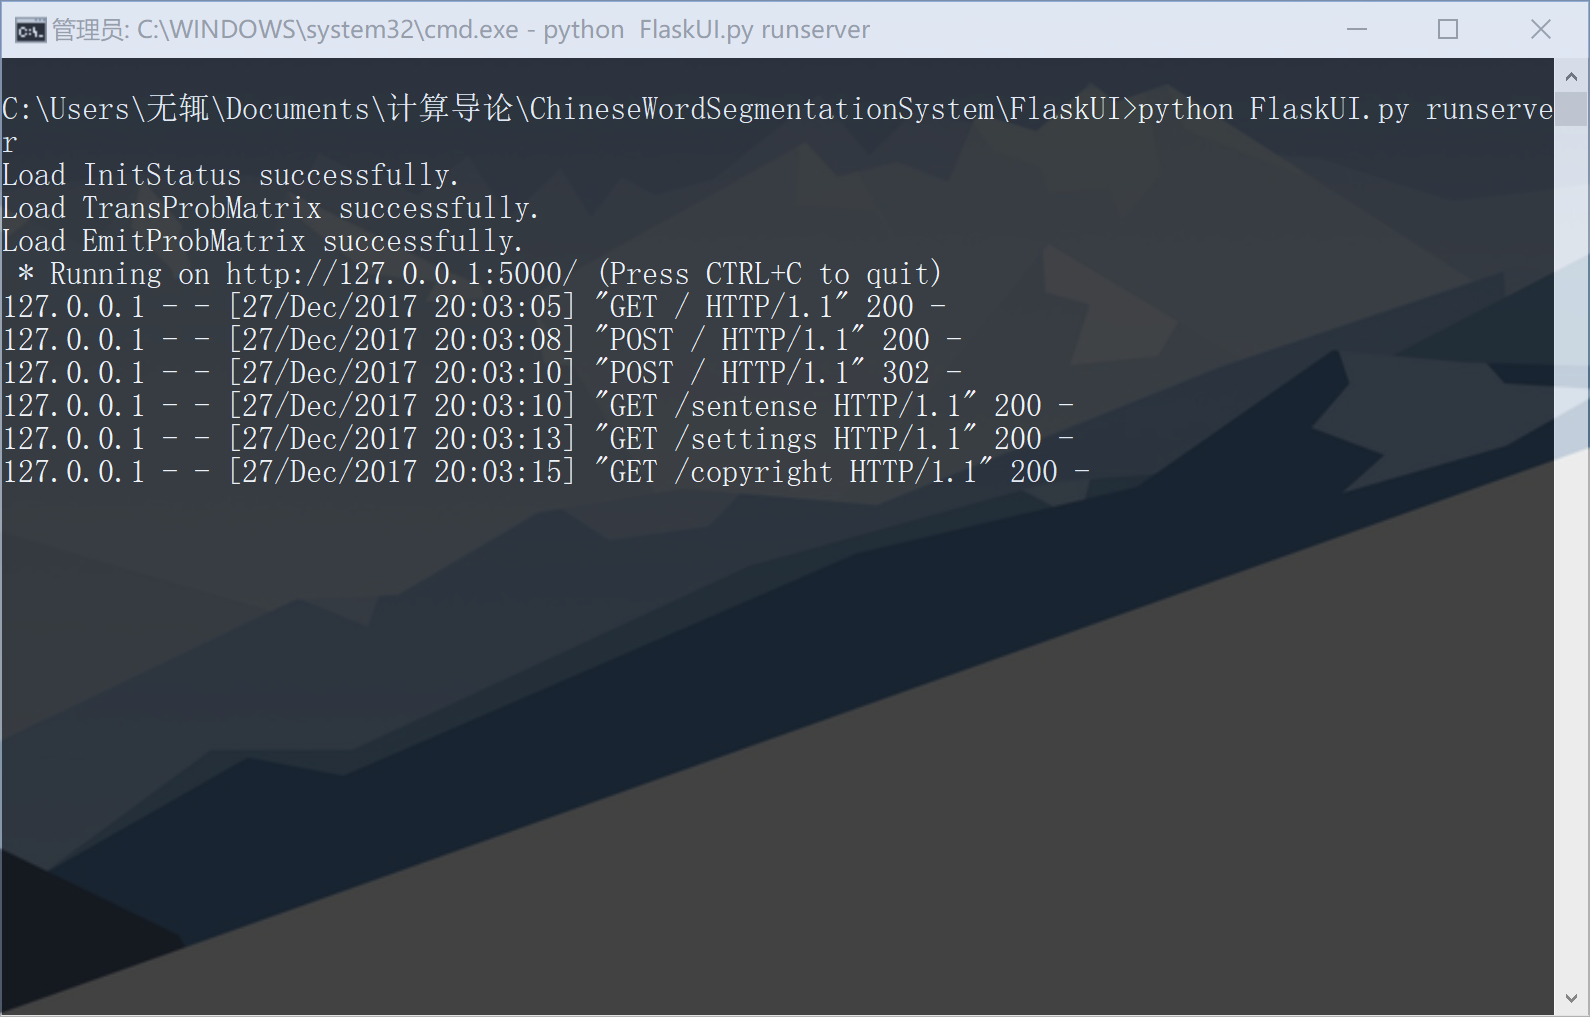 管理员: C:\WINDOWS\system32\cmd.exe - python  FlaskUI.py runserver
C:\Users\无辄\Documents\计算导论\ChineseWordSegmentationSystem\FlaskUI>python FlaskUI.py runserve
r
Load InitStatus successfully.
Load TransProbMatrix successfully.
Load EmitProbMatrix successfully.
 * Running on http://127.0.0.1:5000/ (Press CTRL+C to quit)
127.0.0.1 - - [27/Dec/2017 20:03:05] "GET / HTTP/1.1" 200 -
127.0.0.1 - - [27/Dec/2017 20:03:08] "POST / HTTP/1.1" 200 -
127.0.0.1 - - [27/Dec/2017 20:03:10] "POST / HTTP/1.1" 302 -
127.0.0.1 - - [27/Dec/2017 20:03:10] "GET /sentense HTTP/1.1" 200 -
127.0.0.1 - - [27/Dec/2017 20:03:13] "GET /settings HTTP/1.1" 200 -
127.0.0.1 - - [27/Dec/2017 20:03:15] "GET /copyright HTTP/1.1" 200 -